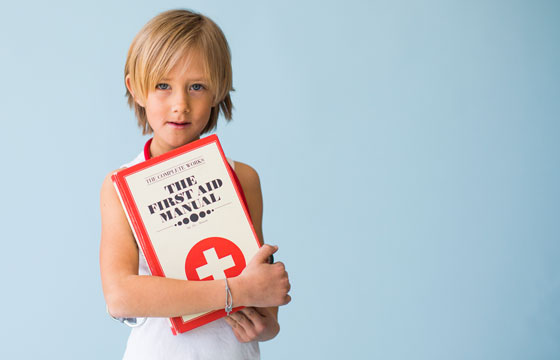 THE COMPLETE WORKS
THE
FIRST AID
MANUAL